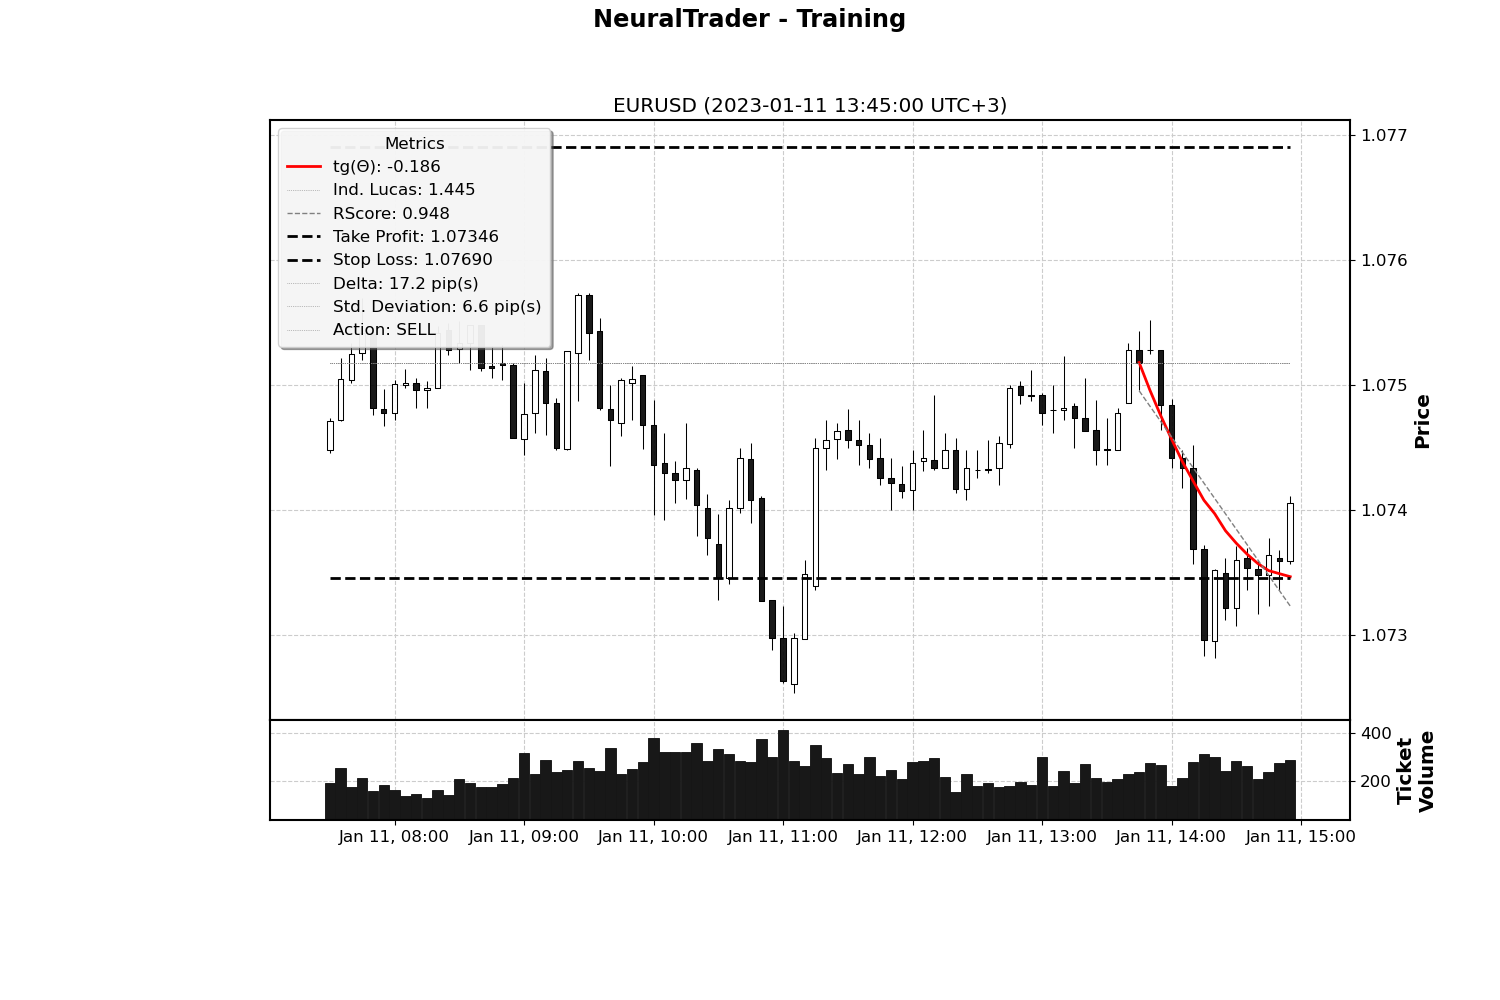 NeuralTrader - Training
EURUSD (2023-01-11 13:45:00 UTC+3)
Metrics
tg(Θ): -0.186
Ind. Lucas: 1.445
RScore: 0.948
Take Profit: 1.07346
Stop Loss: 1.07690
Delta: 17.2 pip(s)
Std. Deviation: 6.6 pip(s)
Action: SELL
1.077
1.076
1.075
1.074
1.073
Price
400
200
Ticket
Volume
Jan 11, 08:00
Jan 11, 09:00
Jan 11, 10:00
Jan 11, 11:00
Jan 11, 12:00
Jan 11, 13:00
Jan 11, 14:00
Jan 11, 15:00